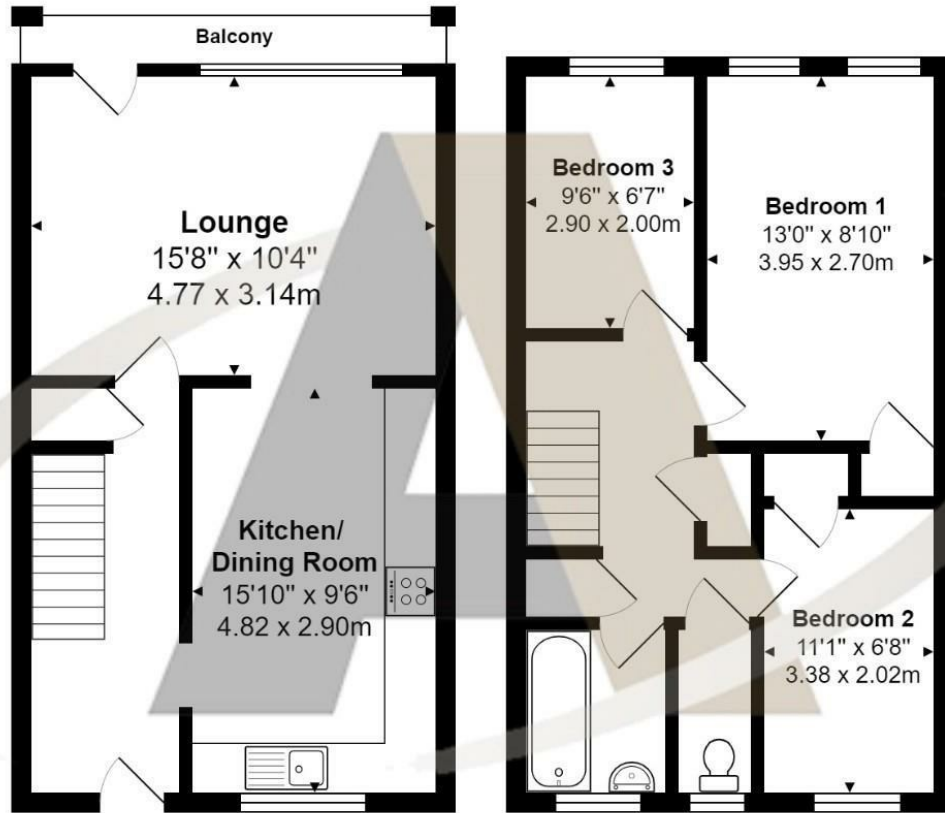 Balcony
Lounge
15'8" x 10'4"
4.77 x 3.14m
Kitchen/
Dining Room
15'10" x 9'6"
4.82 x 2.90m
Bedroom 3
9'6" x 6'7"
2.90 x 2.00m
Bedroom 1
13'0" x 8'10"
3.95 x 2.70m
Bedroom 2
11'1" x 6'8"
3.38 x 2.02m
A